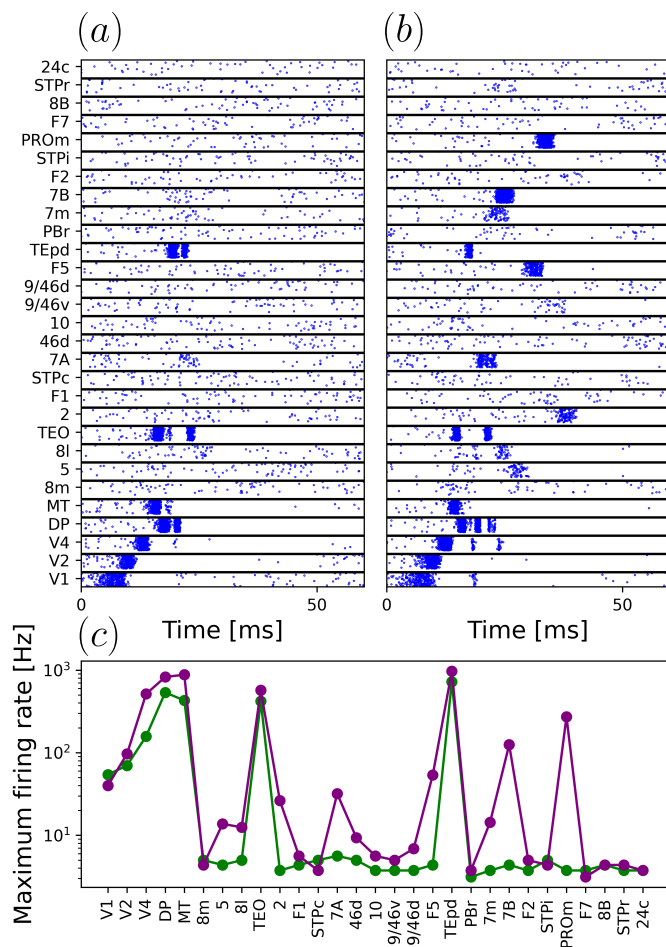 (a)
(b)
24c
STPr
8B
F7
PROm
STPi
F2
7B
7m
PBr
TEpd
F5
9/46d
9/46v
10
46d
7A
STPc
F1
2
TEO
8l
5
8m
MT
DP
V4
V2
V1
0
50
0
50
Time [ms]
Time [ms]
(c)
Maximum firing rate [Hz]
10³
10²
10¹
V1
V2
V4
DP
MT
8m
5
8l
TEO
2
F1
STPc
7A
46d
10
9/46v
9/46d
F5
TEpd
PBr
7m
7B
F2
STPi
PROm
F7
8B
STPr
24c